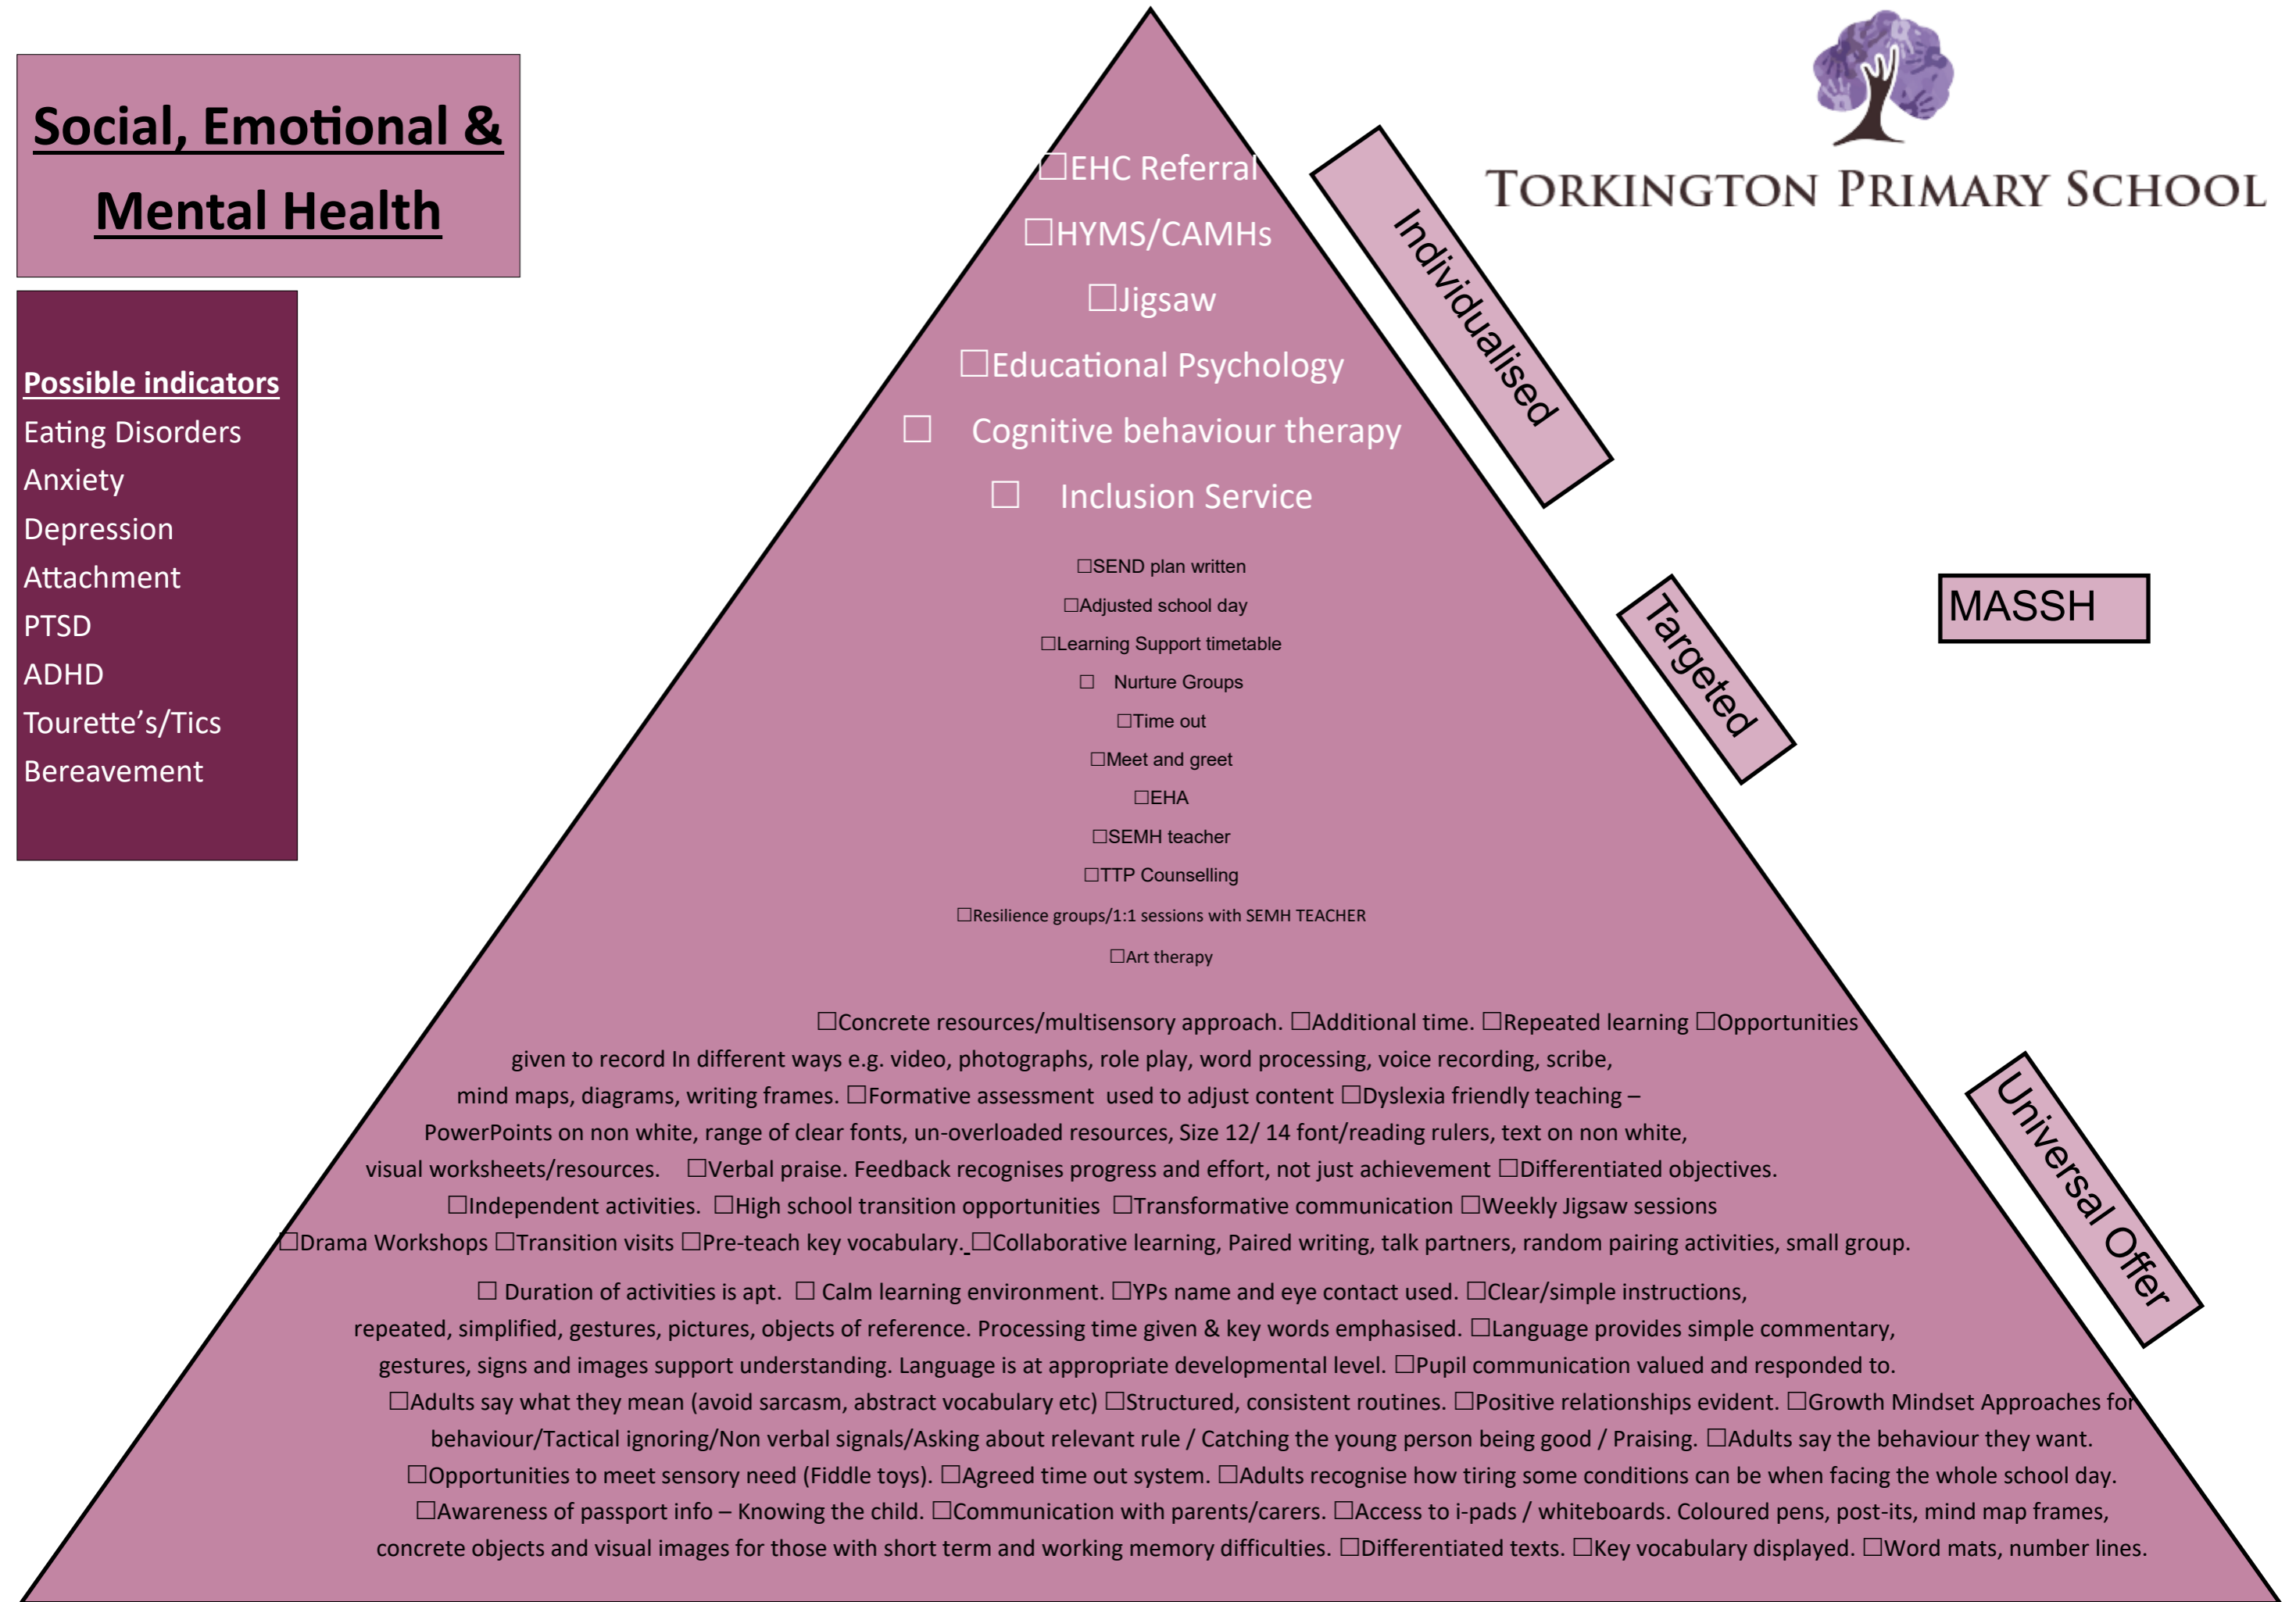 Social, Emotional &
Mental Health
TORKINGTON PRIMARY SCHOOL
Possible indicators
Eating Disorders
Anxiety
Depression
Attachment
PTSD
ADHD
Tourette’s/Tics
Bereavement
☐EHC Referral
☐HYMS/CAMHs
☐Jigsaw
☐Educational Psychology
☐ Cognitive behaviour therapy
☐ Inclusion Service
Individualised
☐SEND plan written
☐Adjusted school day
☐Learning Support timetable
☐ Nurture Groups
☐Time out
☐Meet and greet
☐EHA
☐SEMH teacher
☐TTP Counselling
☐Resilience groups/1:1 sessions with SEMH TEACHER
☐Art therapy
Targeted
MASSH
☐Concrete resources/multisensory approach. ☐Additional time. ☐Repeated learning ☐Opportunities
given to record In different ways e.g. video, photographs, role play, word processing, voice recording, scribe,
mind maps, diagrams, writing frames. ☐Formative assessment used to adjust content ☐Dyslexia friendly teaching –
PowerPoints on non white, range of clear fonts, un-overloaded resources, Size 12/ 14 font/reading rulers, text on non white,
visual worksheets/resources. ☐Verbal praise. Feedback recognises progress and effort, not just achievement ☐Differentiated objectives.
☐Independent activities. ☐High school transition opportunities ☐Transformative communication ☐Weekly Jigsaw sessions
☐Drama Workshops ☐Transition visits ☐Pre-teach key vocabulary. ☐Collaborative learning, Paired writing, talk partners, random pairing activities, small group.
☐ Duration of activities is apt. ☐ Calm learning environment. ☐YPs name and eye contact used. ☐Clear/simple instructions,
repeated, simplified, gestures, pictures, objects of reference. Processing time given & key words emphasised. ☐Language provides simple commentary,
gestures, signs and images support understanding. Language is at appropriate developmental level. ☐Pupil communication valued and responded to.
☐Adults say what they mean (avoid sarcasm, abstract vocabulary etc) ☐Structured, consistent routines. ☐Positive relationships evident. ☐Growth Mindset Approaches for
behaviour/Tactical ignoring/Non verbal signals/Asking about relevant rule / Catching the young person being good / Praising. ☐Adults say the behaviour they want.
☐Opportunities to meet sensory need (Fiddle toys). ☐Agreed time out system. ☐Adults recognise how tiring some conditions can be when facing the whole school day.
☐Awareness of passport info – Knowing the child. ☐Communication with parents/carers. ☐Access to i-pads / whiteboards. Coloured pens, post-its, mind map frames,
concrete objects and visual images for those with short term and working memory difficulties. ☐Differentiated texts. ☐Key vocabulary displayed. ☐Word mats, number lines.
Universal Offer